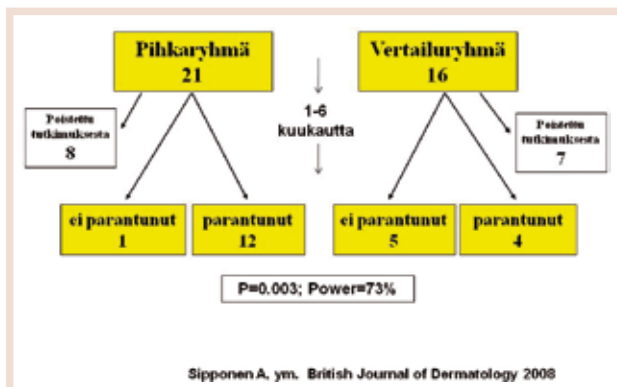 Pihkaryhmä
21
Vertailuryhmä
16
Poistettu
tutkimuksesta
8
1-6
kuukautta
Poistettu
tutkimuksesta
7
ei parantunut
1
parantunut
12
ei parantunut
5
parantunut
4
P=0.003; Power=73%
Sipponen A, ym. British Journal of Dermatology 2008